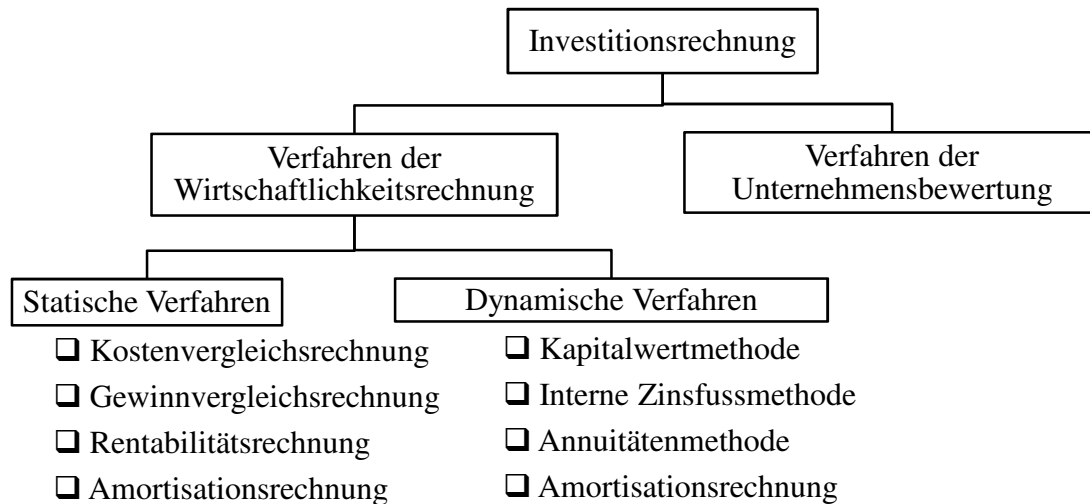 Investitionsrechnung
Verfahren der
Wirtschaftlichkeitsrechnung
Verfahren der
Unternehmensbewertung
Statische Verfahren
❑ Kostenvergleichsrechnung
❑ Gewinnvergleichsrechnung
❑ Rentabilitätsrechnung
❑ Amortisationsrechnung
Dynamische Verfahren
❑ Kapitalwertmethode
❑ Interne Zinsfussmethode
❑ Annuitätenmethode
❑ Amortisationsrechnung